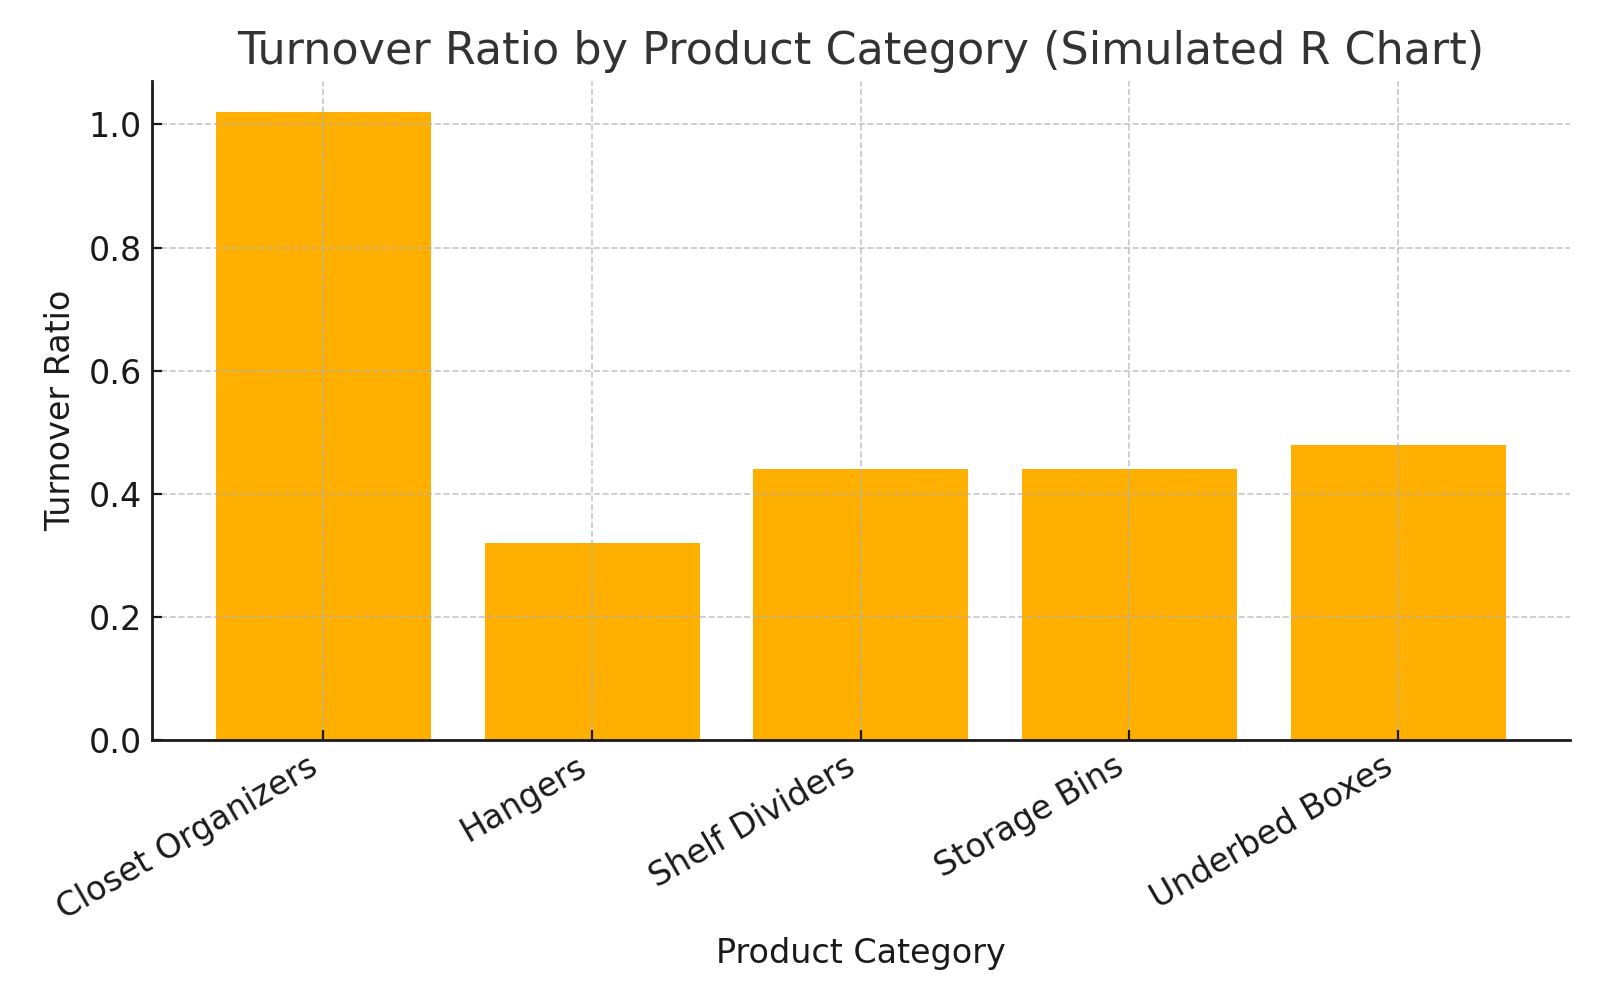 Turnover Ratio by Product Category (Simulated R Chart)
Turnover Ratio
1.0
0.8
0.6
0.4
0.2
0.0
Closet Organizers
Hangers
Shelf Dividers
Storage Bins
Underbed Boxes
Product Category